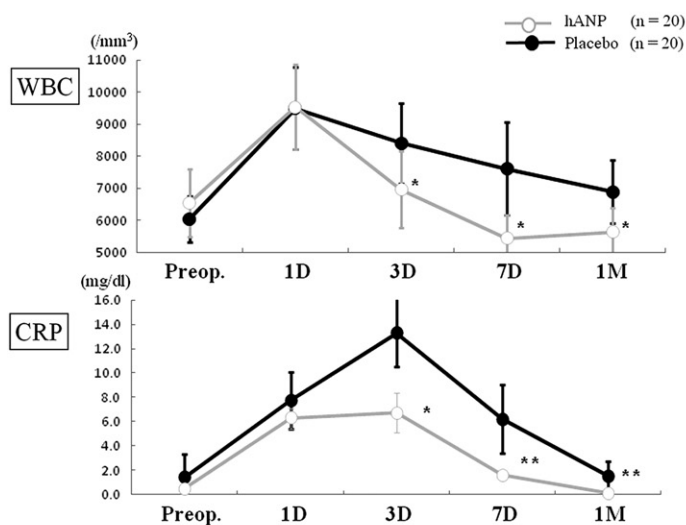 hANP (n = 20)
Placebo (n = 20)
(/mm³)
WBC
11000
10000
9000
8000
7000
6000
5000
*
*
*
Preop. 1D 3D 7D 1M
(mg/dl)
CRP
16.0
14.0
12.0
10.0
8.0
6.0
4.0
2.0
0.0
*
**
**
Preop. 1D 3D 7D 1M